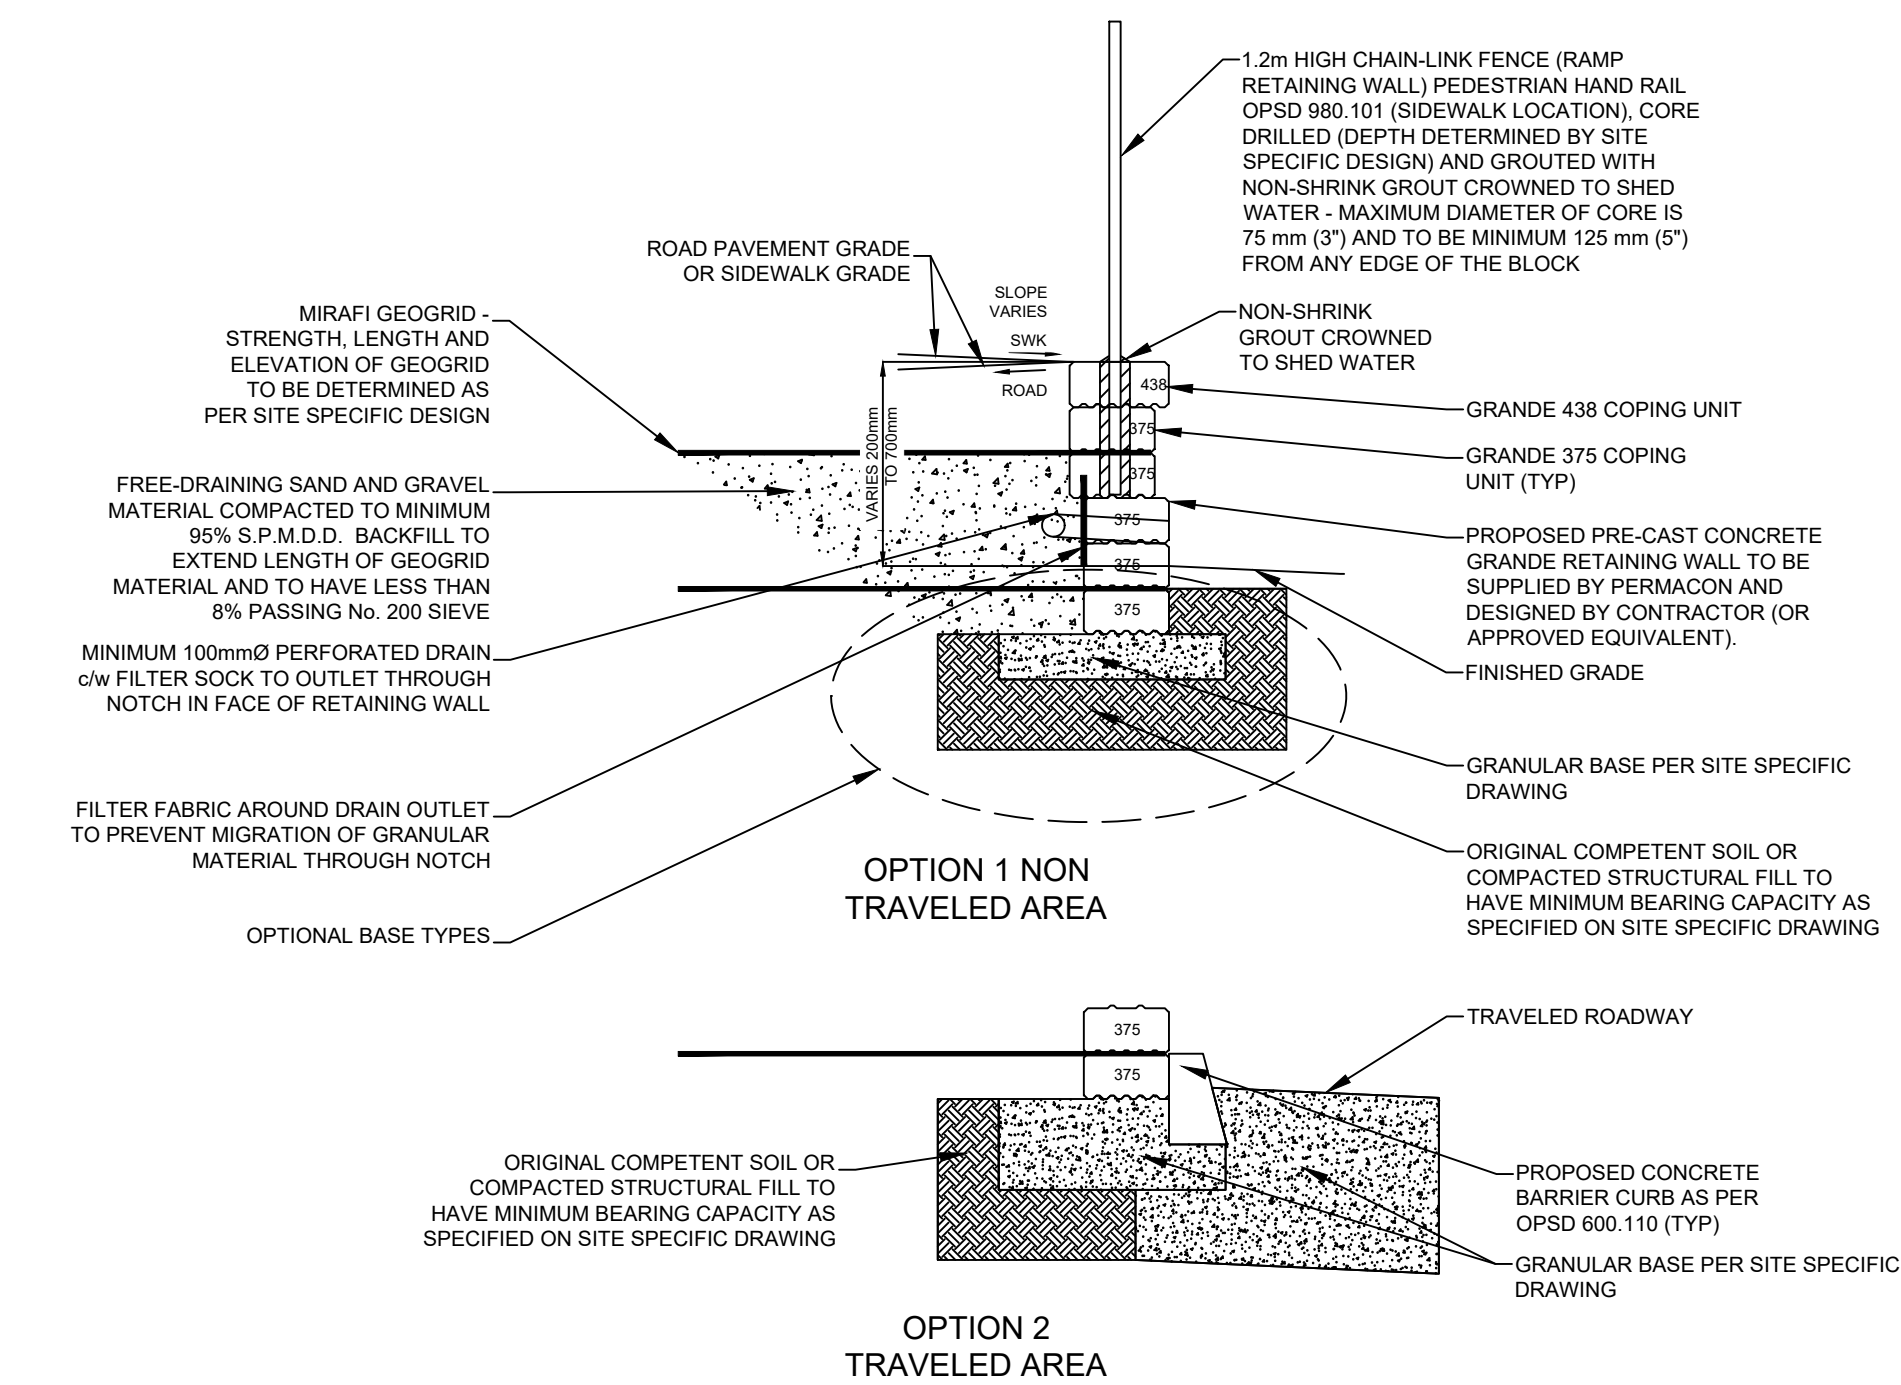 1.2m HIGH CHAIN-LINK FENCE (RAMP
RETAINING WALL) PEDESTRIAN HAND RAIL
OPSD 980.101 (SIDEWALK LOCATION), CORE
DRILLED (DEPTH DETERMINED BY SITE
SPECIFIC DESIGN) AND GROUTED WITH
NON-SHRINK GROUT CROWNED TO SHED
WATER - MAXIMUM DIAMETER OF CORE IS
75 mm (3") AND TO BE MINIMUM 125 mm (5")
FROM ANY EDGE OF THE BLOCK
ROAD PAVEMENT GRADE
OR SIDEWALK GRADE
SLOPE
VARIES
SWK
ROAD
NON-SHRINK
GROUT CROWNED
TO SHED WATER
MIRAFI GEOGRID -
STRENGTH, LENGTH AND
ELEVATION OF GEOGRID
TO BE DETERMINED AS
PER SITE SPECIFIC DESIGN
438
375
375
375
375
375
VARIES 200mm
TO 700mm
GRANDE 438 COPING UNIT
GRANDE 375 COPING
UNIT (TYP)
FREE-DRAINING SAND AND GRAVEL
MATERIAL COMPACTED TO MINIMUM
95% S.P.M.D.D. BACKFILL TO
EXTEND LENGTH OF GEOGRID
MATERIAL AND TO HAVE LESS THAN
8% PASSING No. 200 SIEVE
PROPOSED PRE-CAST CONCRETE
GRANDE RETAINING WALL TO BE
SUPPLIED BY PERMACON AND
DESIGNED BY CONTRACTOR (OR
APPROVED EQUIVALENT).
MINIMUM 100mmØ PERFORATED DRAIN
c/w FILTER SOCK TO OUTLET THROUGH
NOTCH IN FACE OF RETAINING WALL
FINISHED GRADE
GRANULAR BASE PER SITE SPECIFIC
DRAWING
FILTER FABRIC AROUND DRAIN OUTLET
TO PREVENT MIGRATION OF GRANULAR
MATERIAL THROUGH NOTCH
ORIGINAL COMPETENT SOIL OR
COMPACTED STRUCTURAL FILL TO
HAVE MINIMUM BEARING CAPACITY AS
SPECIFIED ON SITE SPECIFIC DRAWING
OPTIONAL BASE TYPES
OPTION 1 NON
TRAVELED AREA
375
375
TRAVELED ROADWAY
ORIGINAL COMPETENT SOIL OR
COMPACTED STRUCTURAL FILL TO
HAVE MINIMUM BEARING CAPACITY AS
SPECIFIED ON SITE SPECIFIC DRAWING
PROPOSED CONCRETE
BARRIER CURB AS PER
OPSD 600.110 (TYP)
GRANULAR BASE PER SITE SPECIFIC
DRAWING
OPTION 2
TRAVELED AREA